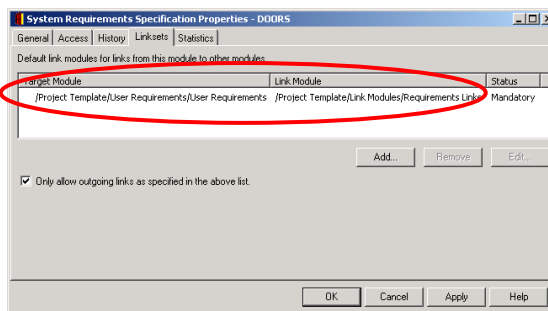 System Requirements Specification Properties - DOORS
General Access History Linksets Statistics
Default link modules for links from this module to other modules
Target Module Link Module Status
/Project Template/User Requirements/User Requirements /Project Template/Link Modules/Requirements Links Mandatory
Add... Remove Edit...
Only allow outgoing links as specified in the above list.
OK Cancel Apply Help